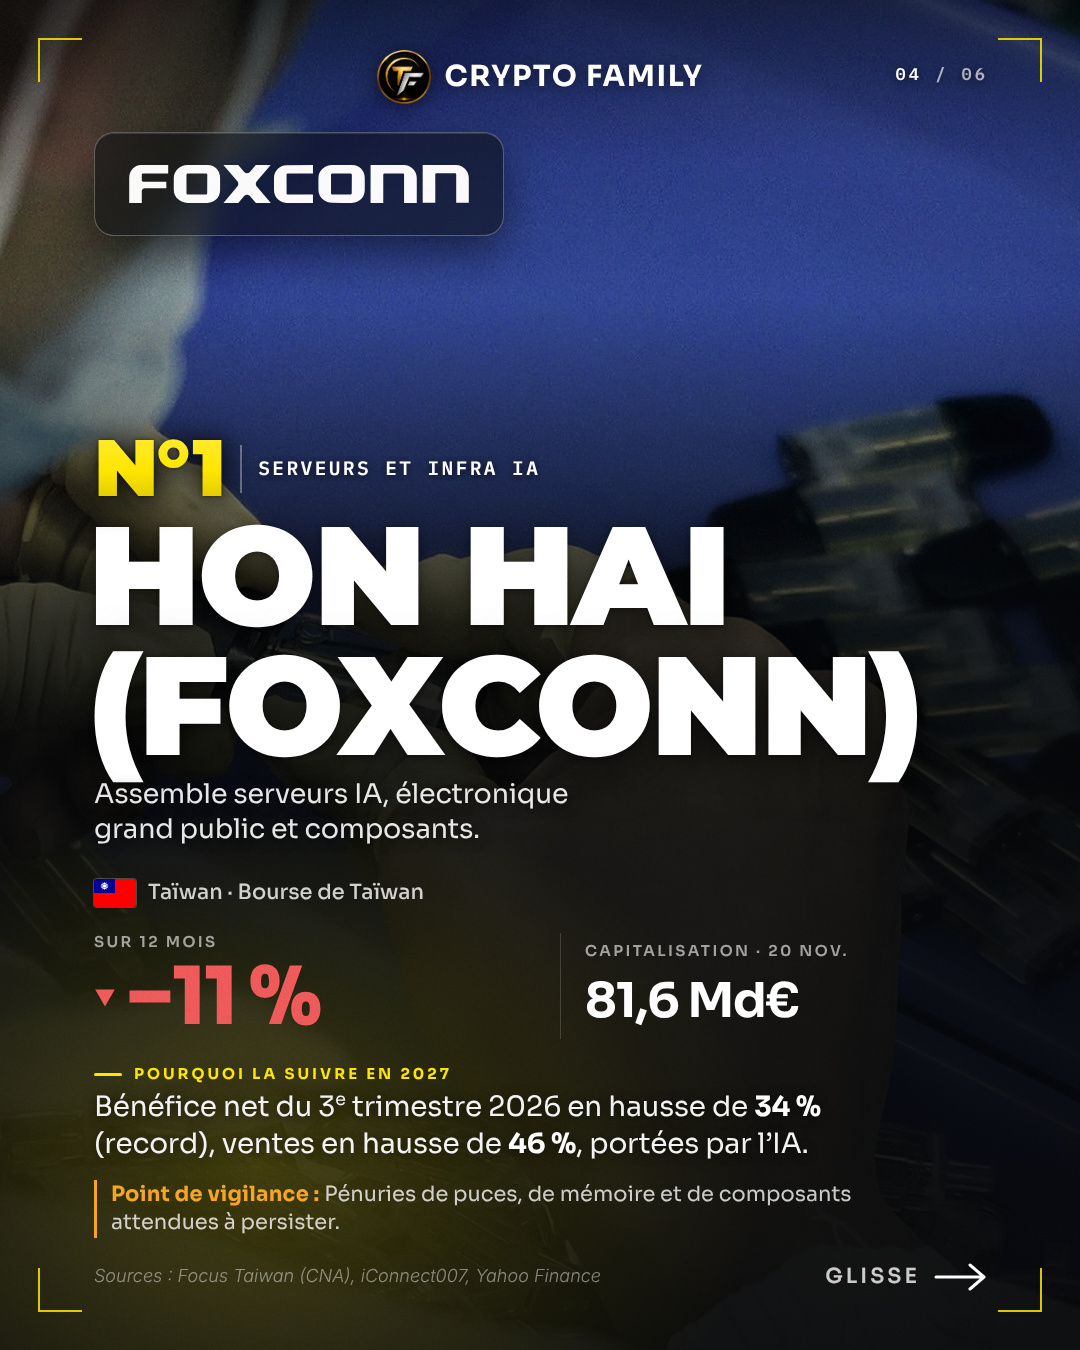 CRYPTO FAMILY
04 / 06
FOXCONN
N°1
SERVEURS ET INFRA IA
HON HAI
(FOXCONN)
Assemble serveurs IA, électronique
grand public et composants.
Taïwan · Bourse de Taïwan
SUR 12 MOIS
▼ −11 %
CAPITALISATION · 20 NOV.
81,6 Md€
POURQUOI LA SUIVRE EN 2027
Bénéfice net du 3e trimestre 2026 en hausse de 34 %
(record), ventes en hausse de 46 %, portées par l’IA.
Point de vigilance : Pénuries de puces, de mémoire et de composants
attendues à persister.
Sources : Focus Taiwan (CNA), iConnect007, Yahoo Finance
GLISSE